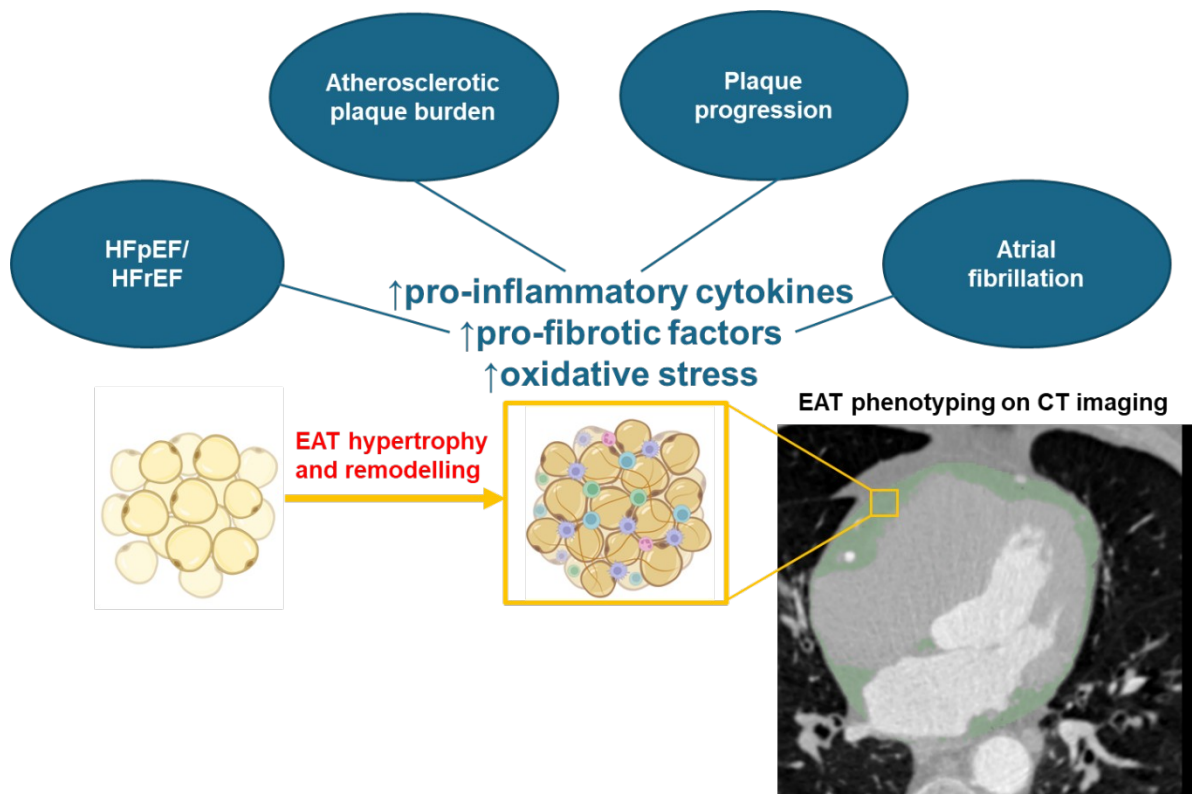 Atherosclerotic
plaque burden
Plaque
progression
HFpEF/
HFrEF
Atrial
fibrillation
↑pro-inflammatory cytokines
↑pro-fibrotic factors
↑oxidative stress
EAT hypertrophy
and remodelling
EAT phenotyping on CT imaging